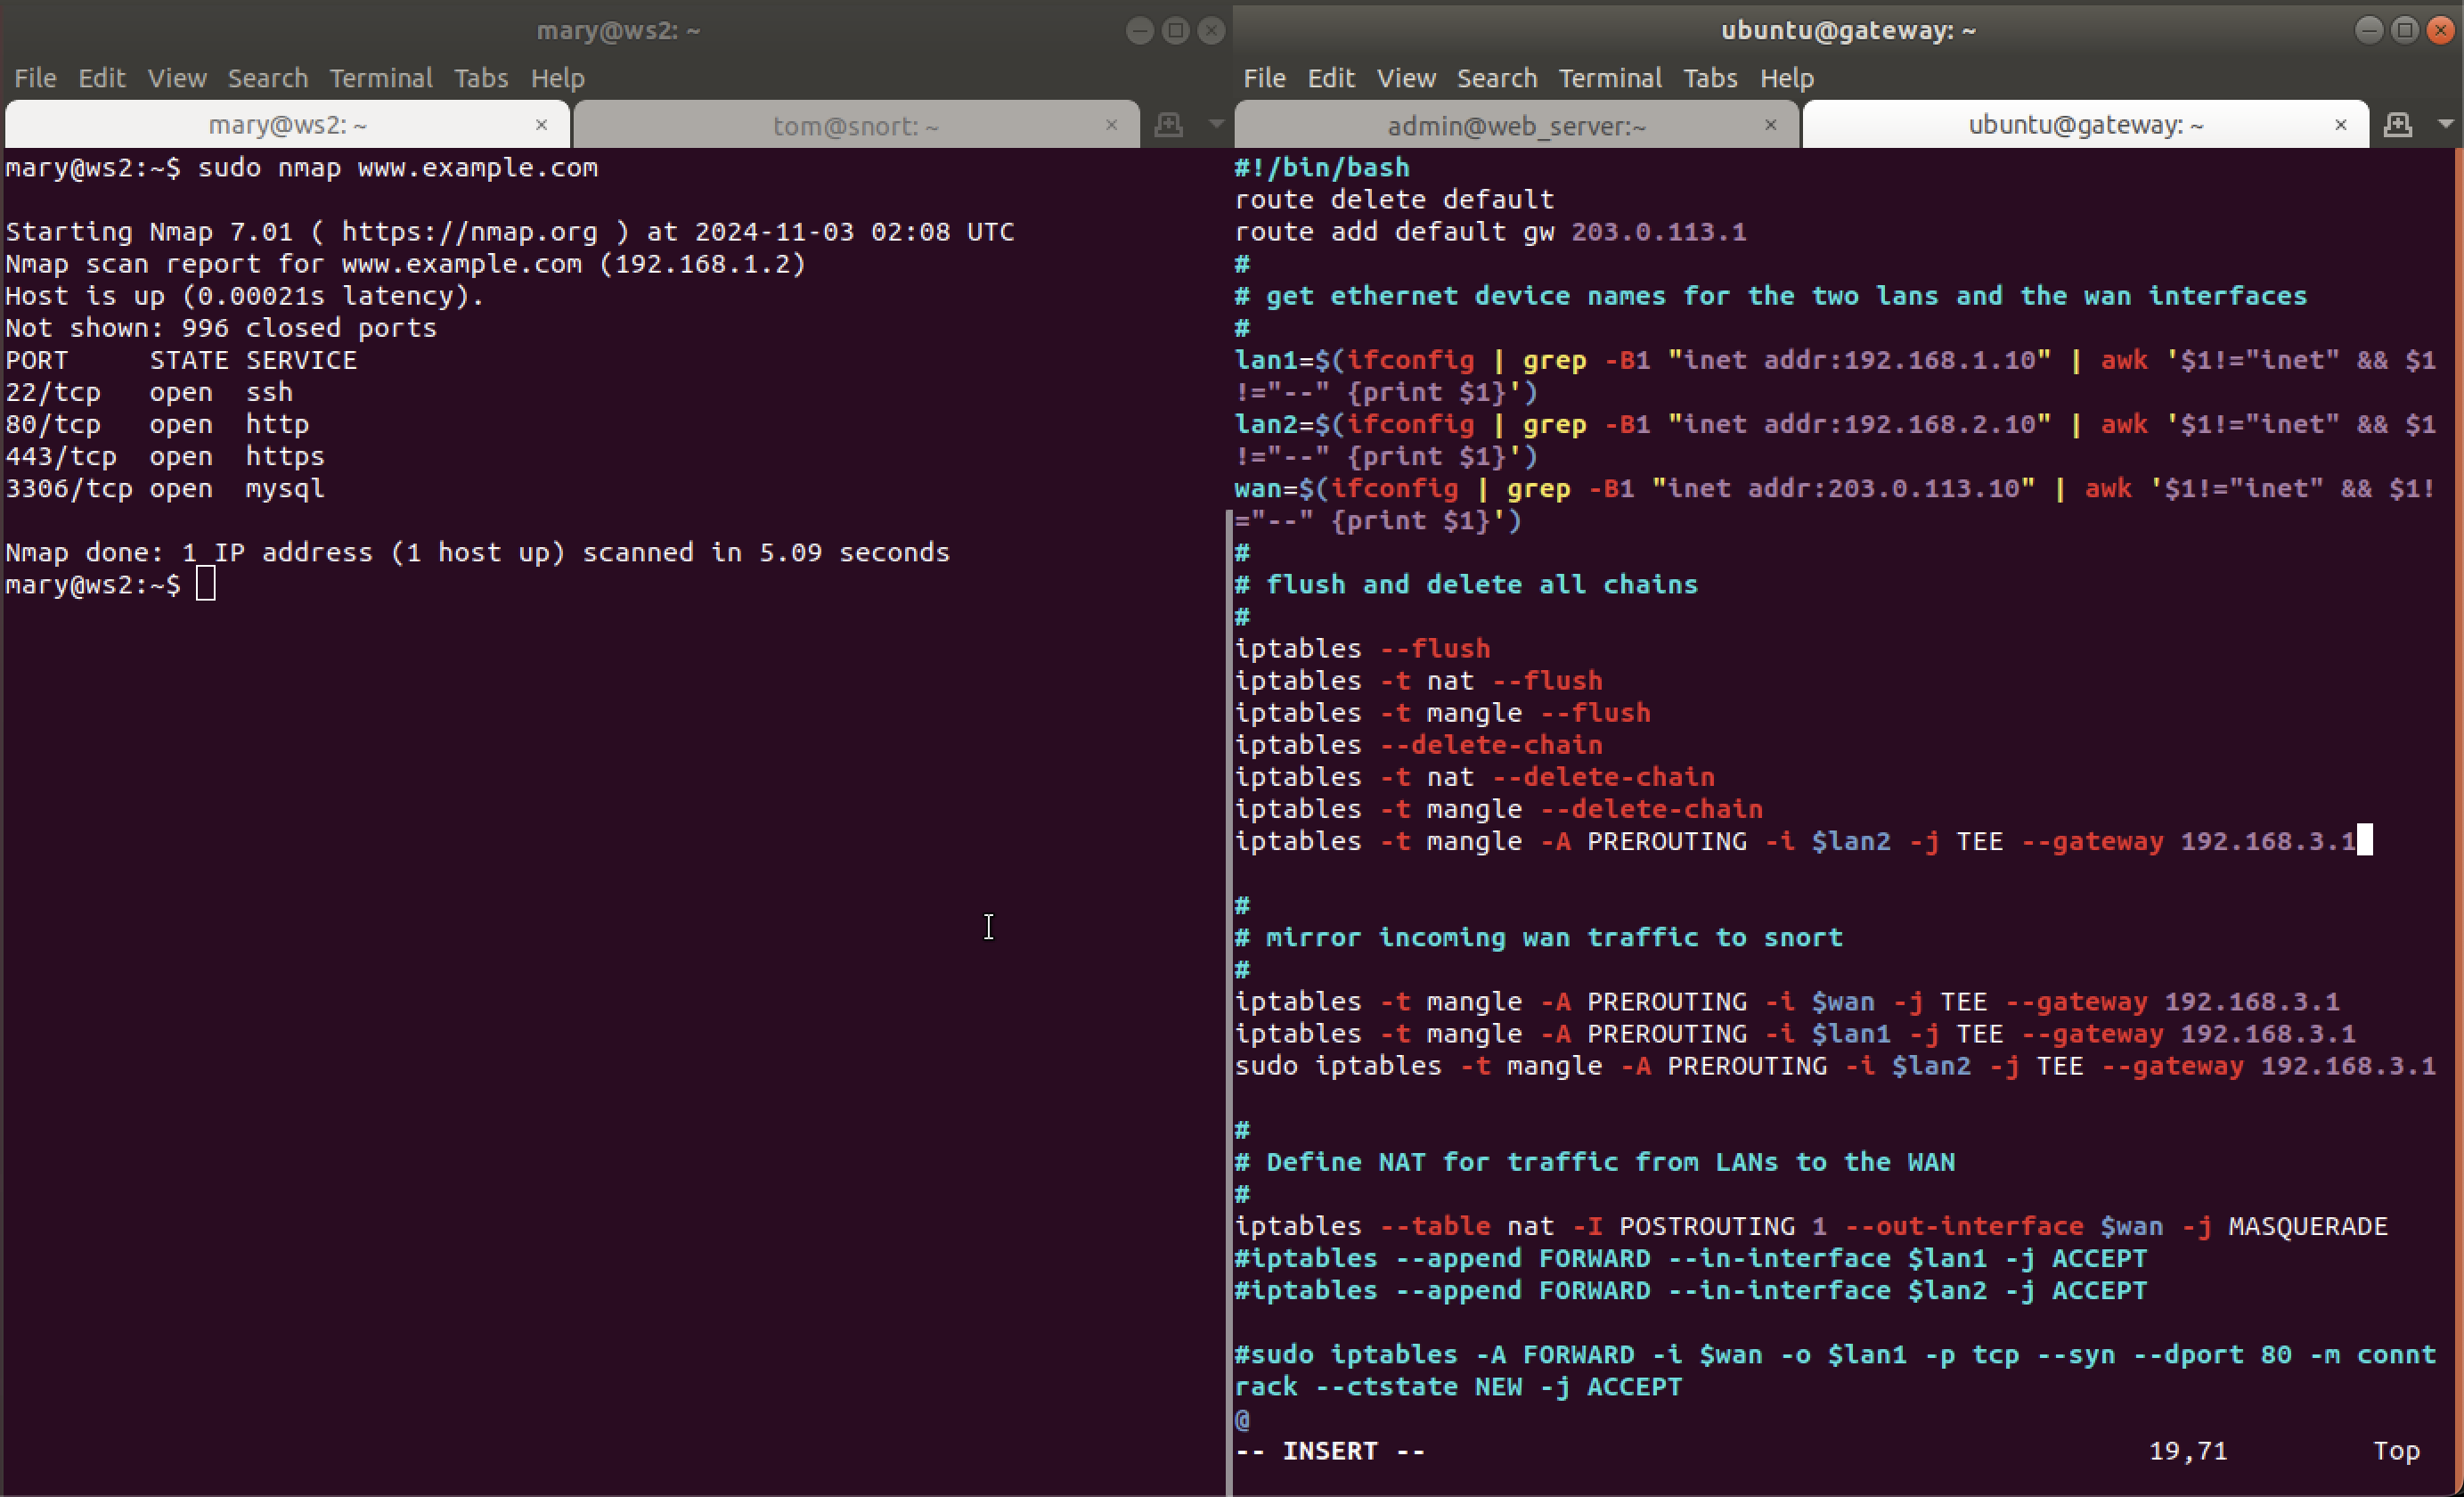 mary@ws2: ~
File Edit View Search Terminal Tabs Help
mary@ws2: ~
tom@snort: ~
mary@ws2:~$ sudo nmap www.example.com
Starting Nmap 7.01 ( https://nmap.org ) at 2024-11-03 02:08 UTC
Nmap scan report for www.example.com (192.168.1.2)
Host is up (0.00021s latency).
Not shown: 996 closed ports
PORT     STATE SERVICE
22/tcp   open  ssh
80/tcp   open  http
443/tcp  open  https
3306/tcp open  mysql
Nmap done: 1 IP address (1 host up) scanned in 5.09 seconds
mary@ws2:~$
ubuntu@gateway: ~
File Edit View Search Terminal Tabs Help
admin@web_server:~
ubuntu@gateway: ~
#!/bin/bash
route delete default
route add default gw 203.0.113.1
#
# get ethernet device names for the two lans and the wan interfaces
#
lan1=$(ifconfig | grep -B1 "inet addr:192.168.1.10" | awk '$1!="inet" && $1
!="--" {print $1}')
lan2=$(ifconfig | grep -B1 "inet addr:192.168.2.10" | awk '$1!="inet" && $1
!="--" {print $1}')
wan=$(ifconfig | grep -B1 "inet addr:203.0.113.10" | awk '$1!="inet" && $1!
="--" {print $1}')
#
# flush and delete all chains
#
iptables --flush
iptables -t nat --flush
iptables -t mangle --flush
iptables --delete-chain
iptables -t nat --delete-chain
iptables -t mangle --delete-chain
iptables -t mangle -A PREROUTING -i $lan2 -j TEE --gateway 192.168.3.1
#
# mirror incoming wan traffic to snort
#
iptables -t mangle -A PREROUTING -i $wan -j TEE --gateway 192.168.3.1
iptables -t mangle -A PREROUTING -i $lan1 -j TEE --gateway 192.168.3.1
sudo iptables -t mangle -A PREROUTING -i $lan2 -j TEE --gateway 192.168.3.1
#
# Define NAT for traffic from LANs to the WAN
#
iptables --table nat -I POSTROUTING 1 --out-interface $wan -j MASQUERADE
#iptables --append FORWARD --in-interface $lan1 -j ACCEPT
#iptables --append FORWARD --in-interface $lan2 -j ACCEPT
#sudo iptables -A FORWARD -i $wan -o $lan1 -p tcp --syn --dport 80 -m connt
rack --ctstate NEW -j ACCEPT
@
-- INSERT -- 19,71 Top